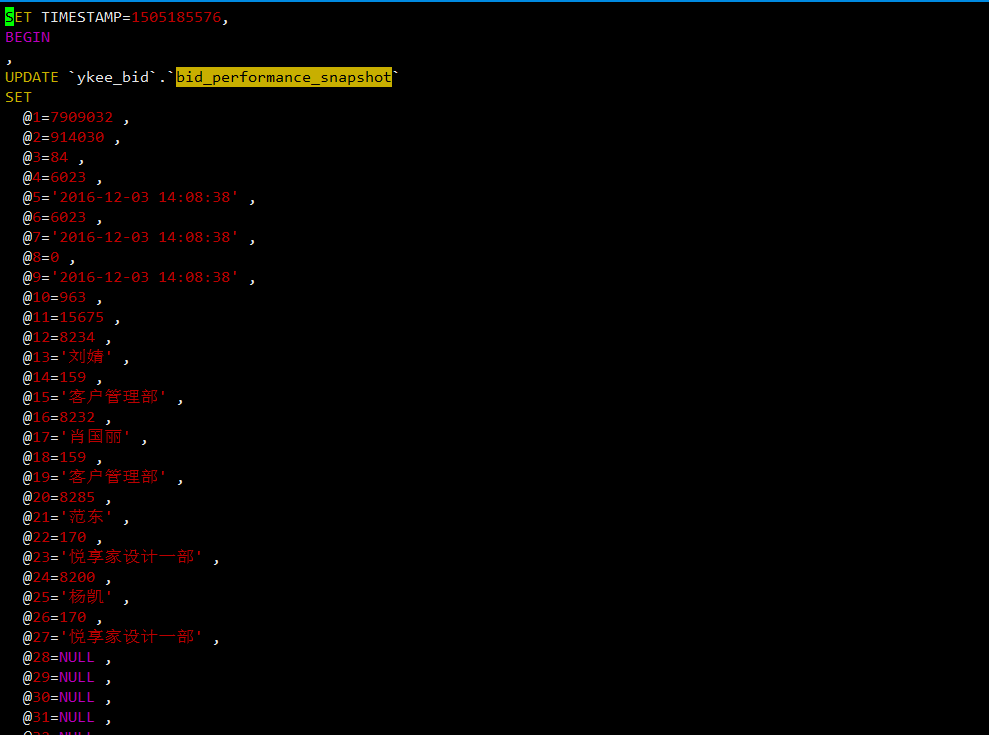 SET TIMESTAMP=1505185576,
BEGIN
,
UPDATE `ykee_bid`.`bid_performance_snapshot`
SET
  @1=7909032 ,
  @2=914030 ,
  @3=84 ,
  @4=6023 ,
  @5='2016-12-03 14:08:38' ,
  @6=6023 ,
  @7='2016-12-03 14:08:38' ,
  @8=0 ,
  @9='2016-12-03 14:08:38' ,
  @10=963 ,
  @11=15675 ,
  @12=8234 ,
  @13='刘婧' ,
  @14=159 ,
  @15='客户管理部' ,
  @16=8232 ,
  @17='肖国丽' ,
  @18=159 ,
  @19='客户管理部' ,
  @20=8285 ,
  @21='范东' ,
  @22=170 ,
  @23='悦享家设计一部' ,
  @24=8200 ,
  @25='杨凯' ,
  @26=170 ,
  @27='悦享家设计一部' ,
  @28=NULL ,
  @29=NULL ,
  @30=NULL ,
  @31=NULL ,